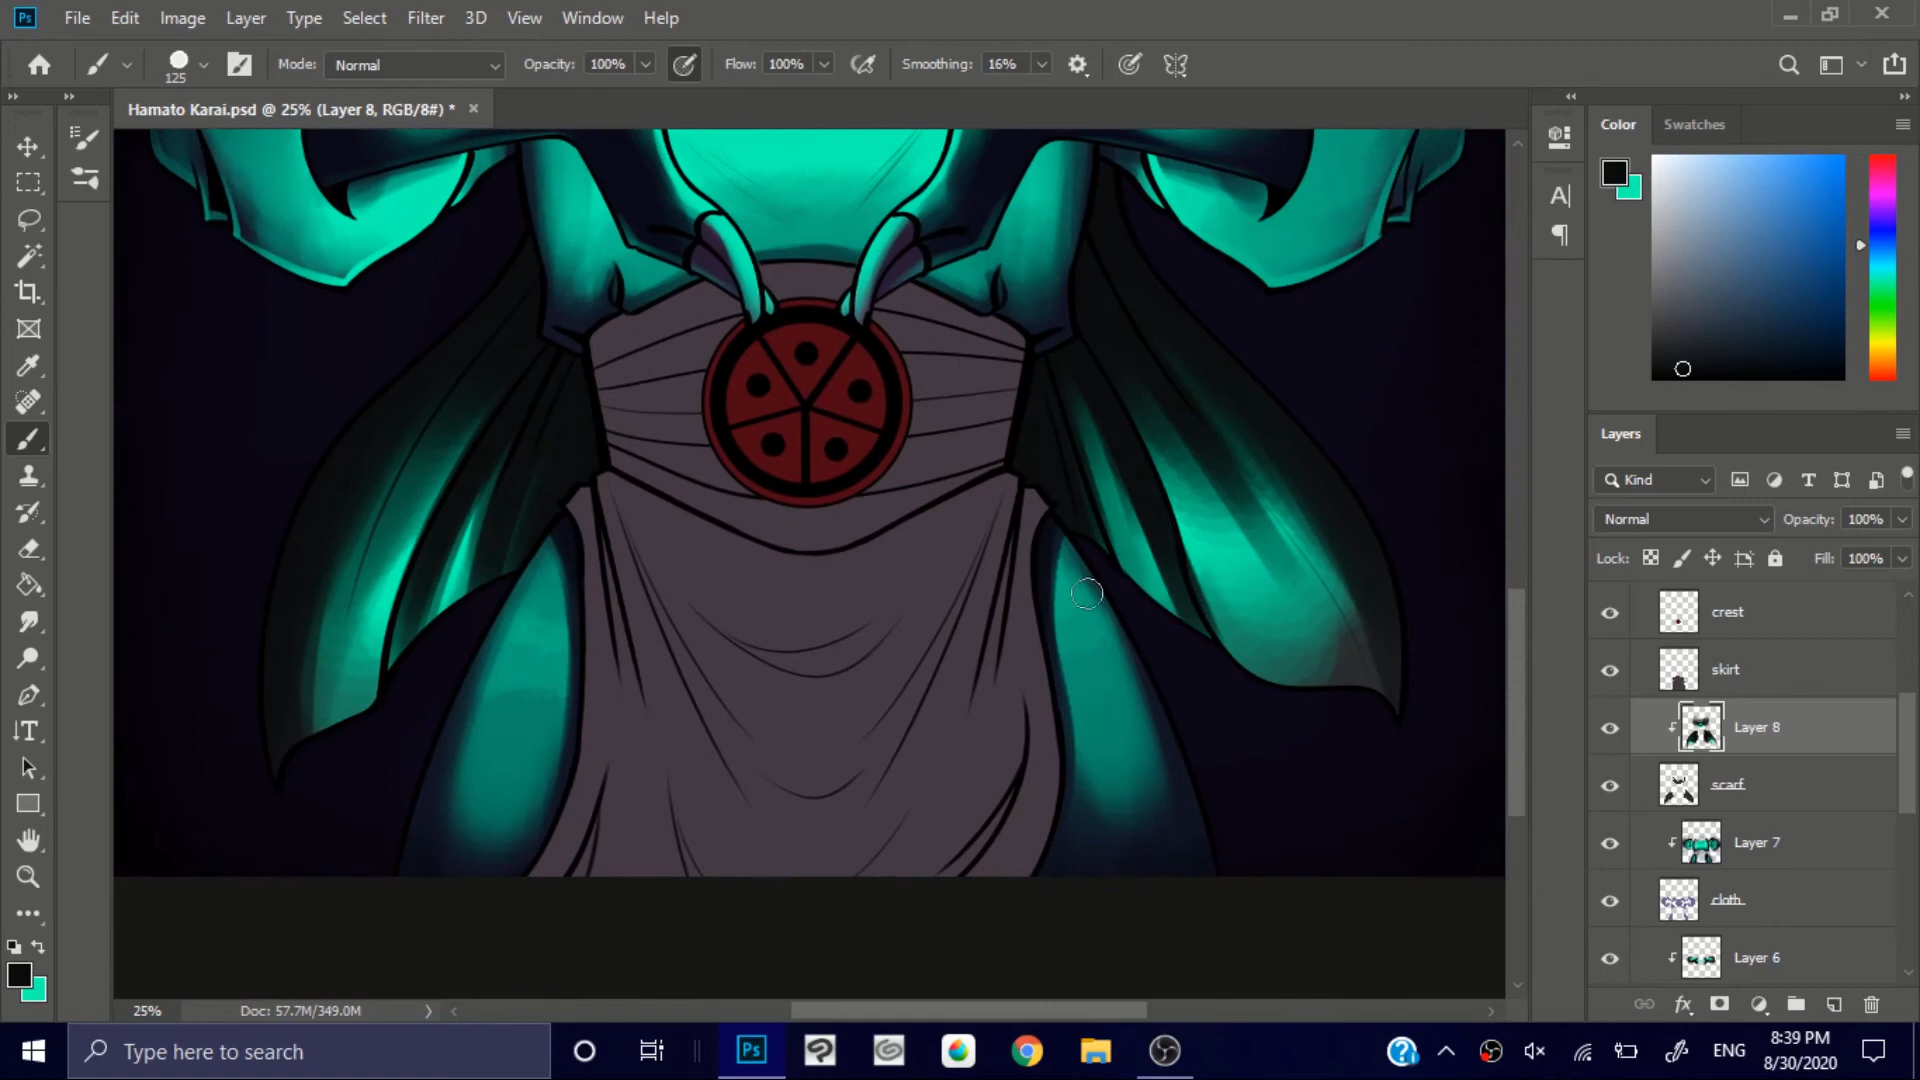 Ps File Edit Image Layer Type Select Filter 3D View Window Help
125 Mode: Normal Opacity: 100% Flow: 100% Smoothing: 16%
Hamato Karai.psd @ 25% (Layer 8, RGB/8#) *
Color Swatches
A|
Layers
Kind
Normal Opacity: 100%
Lock: Fill: 100%
crest
skirt
Layer 8
scarf
Layer 7
cloth
Layer 6
25% Doc: 57.7M/349.0M
Type here to search
Ps
ENG
8:39 PM
8/30/2020